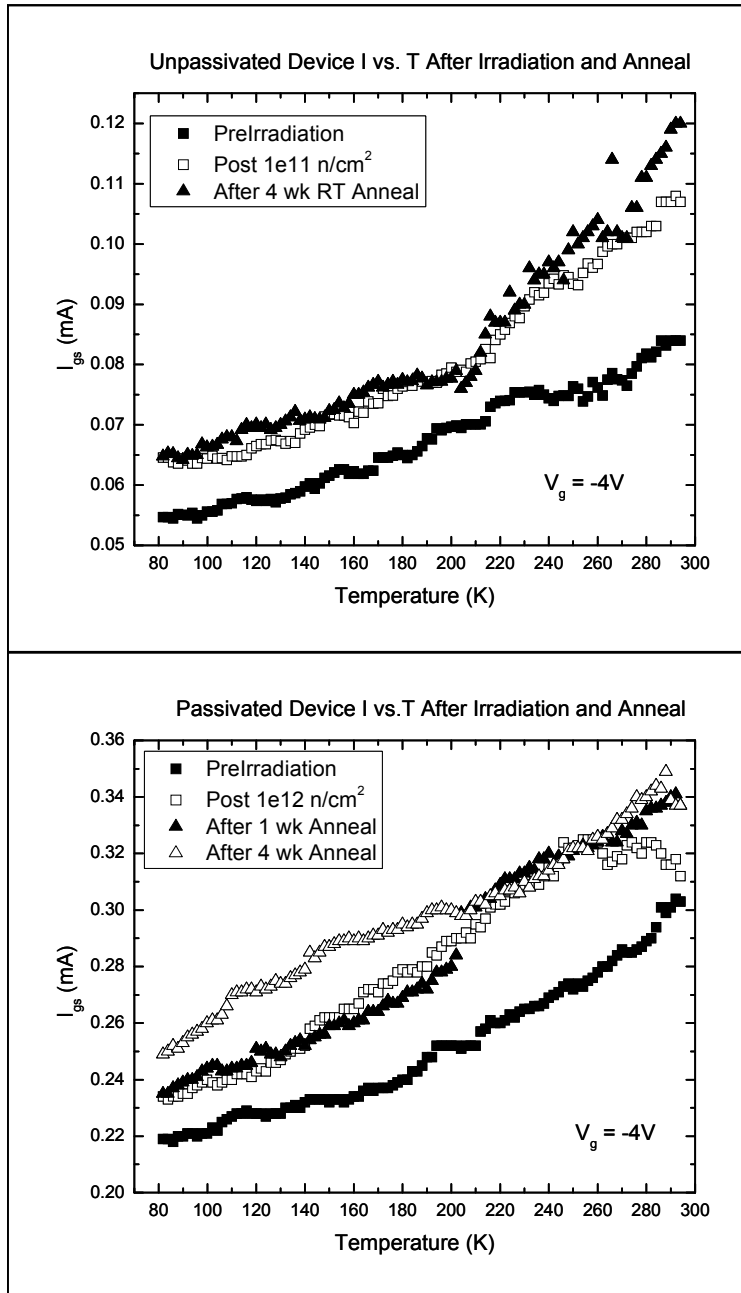 Unpassivated Device I vs. T After Irradiation and Anneal
PreIrradiation
Post 1e11 n/cm²
After 4 wk RT Anneal
0.12
0.11
0.10
0.09
0.08
0.07
0.06
0.05
I_gs (mA)
V_g = -4V
80 100 120 140 160 180 200 220 240 260 280 300
Temperature (K)
Passivated Device I vs.T After Irradiation and Anneal
PreIrradiation
Post 1e12 n/cm²
After 1 wk Anneal
After 4 wk Anneal
0.36
0.34
0.32
0.30
0.28
0.26
0.24
0.22
0.20
I_gs (mA)
V_g = -4V
80 100 120 140 160 180 200 220 240 260 280 300
Temperature (K)